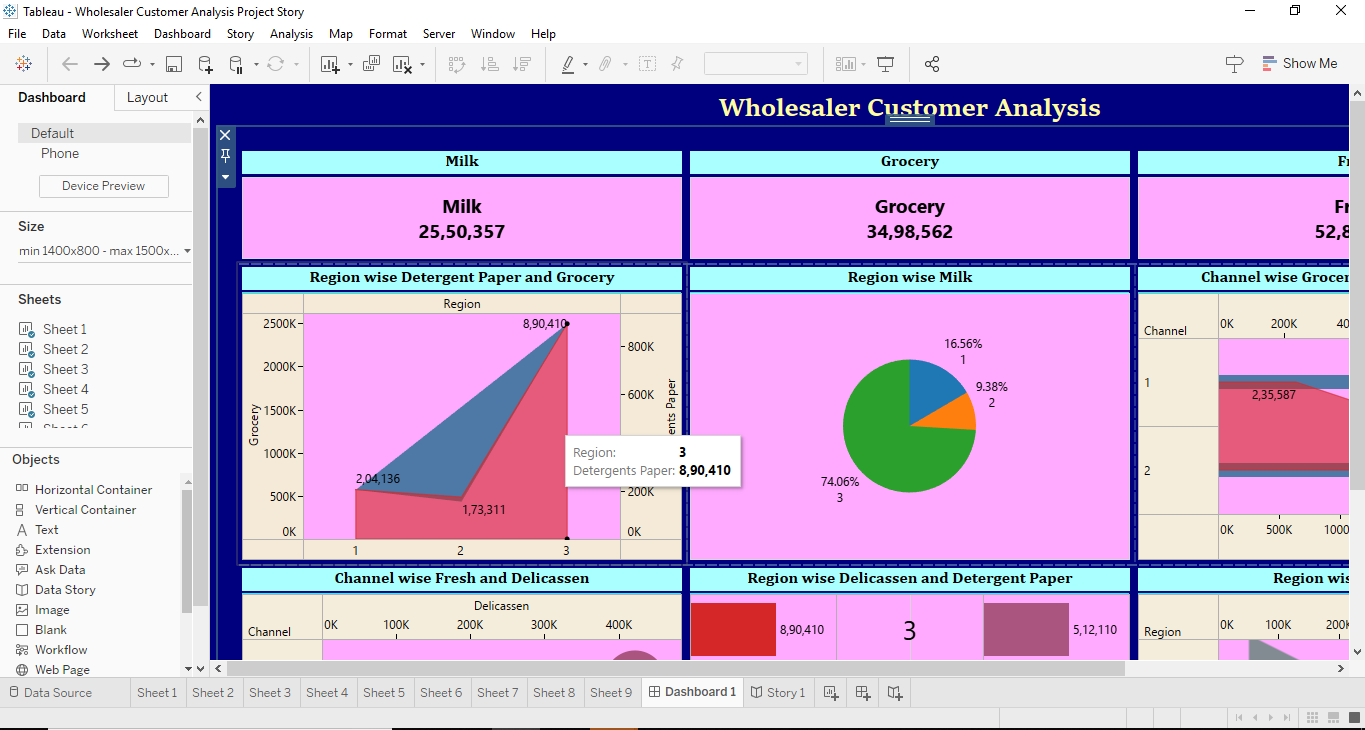 Tableau - Wholesaler Customer Analysis Project Story
File Data Worksheet Dashboard Story Analysis Map Format Server Window Help
Show Me
Dashboard Layout
Default
Phone
Device Preview
Size
min 1400x800 - max 1500x...
Sheets
Sheet 1
Sheet 2
Sheet 3
Sheet 4
Sheet 5
Objects
Horizontal Container
Vertical Container
Text
Extension
Ask Data
Data Story
Image
Blank
Workflow
Web Page
Wholesaler Customer Analysis
Milk
Milk
25,50,357
Grocery
Grocery
34,98,562
Fr
Fr
52,8
Region wise Detergent Paper and Grocery
Region
2500K
2000K
1500K
1000K
500K
0K
Grocery
8,90,410
2,04,136
1,73,311
800K
600K
200K
0K
ents Paper
1 2 3
Region: 3
Detergents Paper: 8,90,410
Region wise Milk
16.56%
1
9.38%
2
74.06%
3
Channel wise Grocer
Channel
0K 200K 40
1
2,35,587
2
0K 500K 1000
Channel wise Fresh and Delicassen
Delicassen
Channel
0K 100K 200K 300K 400K
Region wise Delicassen and Detergent Paper
8,90,410 3 5,12,110
Region wis
Region
0K 100K 200K
Data Source Sheet 1 Sheet 2 Sheet 3 Sheet 4 Sheet 5 Sheet 6 Sheet 7 Sheet 8 Sheet 9 Dashboard 1 Story 1